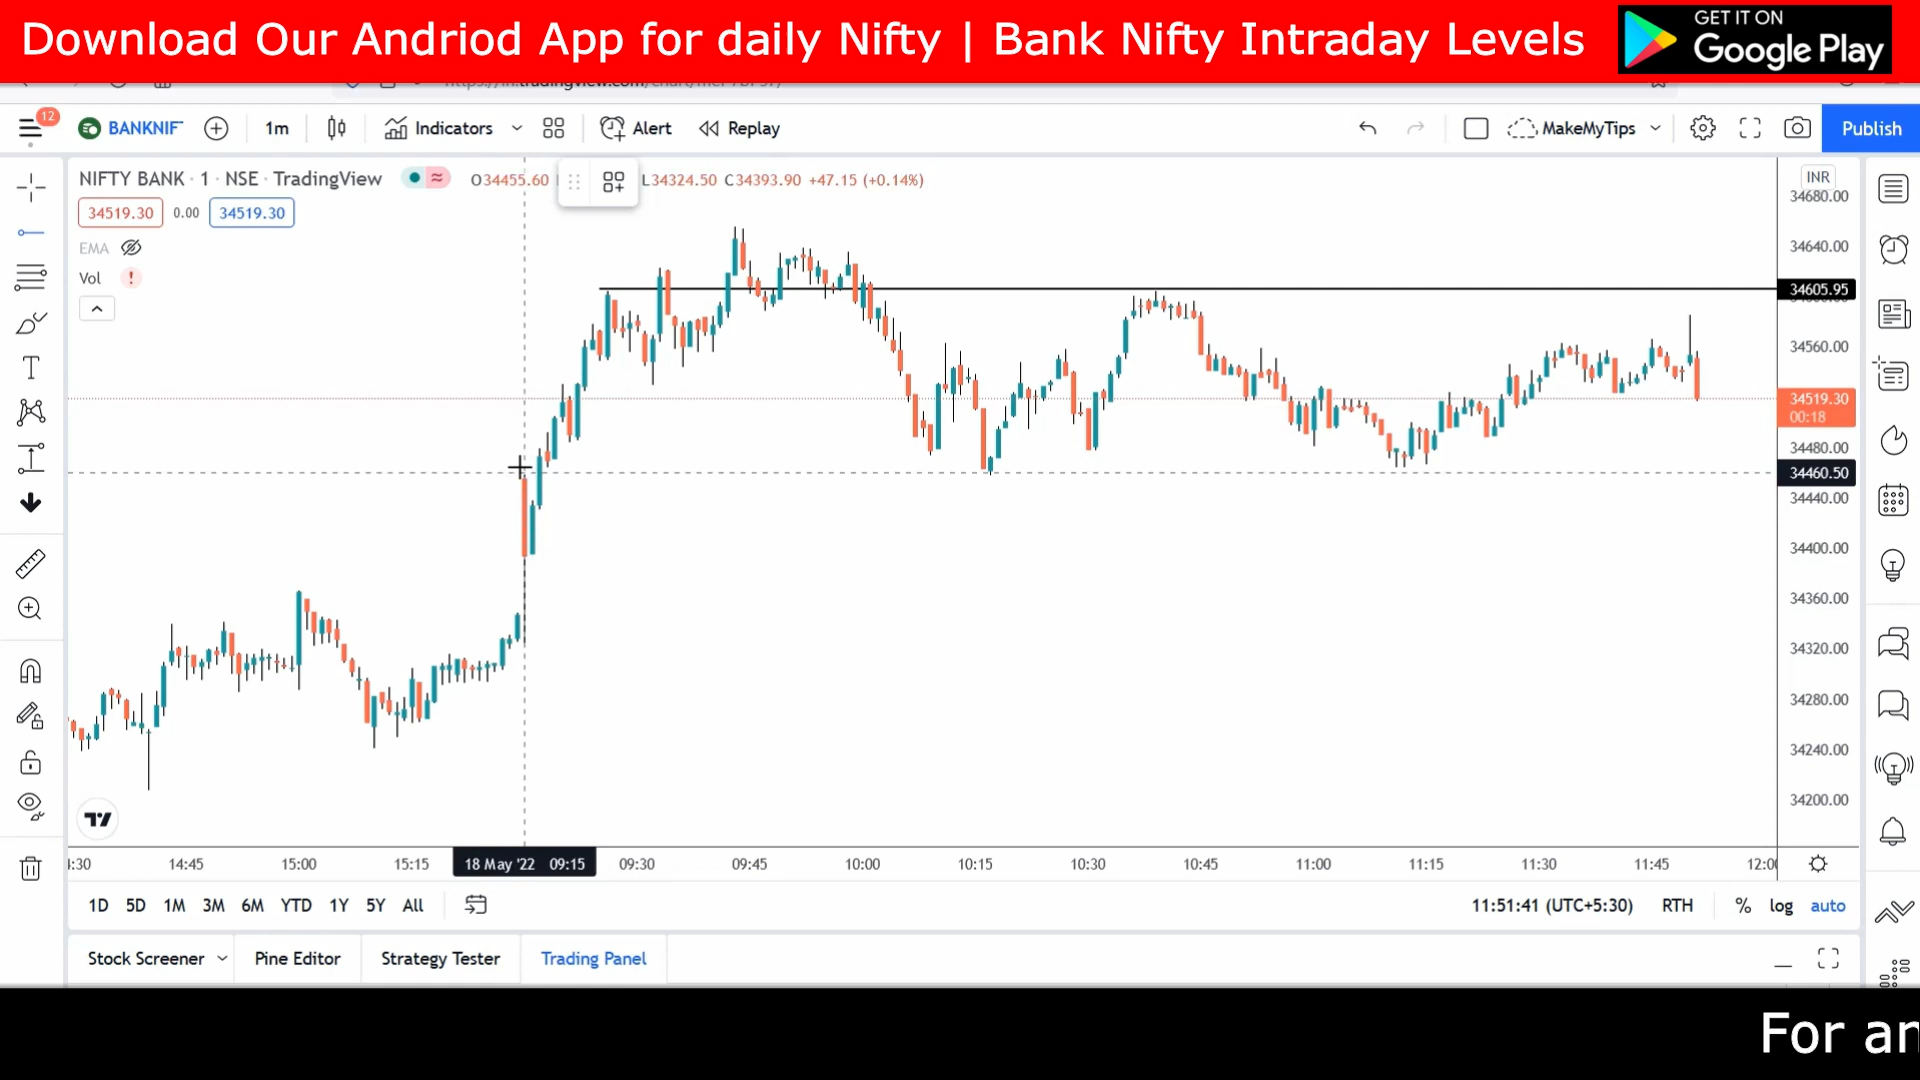 Download Our Andriod App for daily Nifty | Bank Nifty Intraday Levels
GET IT ON
Google Play
12
BANKNIF
1m
Indicators
Alert
Replay
MakeMyTips
Publish
NIFTY BANK · 1 · NSE · TradingView
O34455.60
L34324.50 C34393.90 +47.15 (+0.14%)
INR
34519.30
0.00
34519.30
EMA
Vol
!
34680.00
34640.00
34605.95
34560.00
34519.30
00:18
34480.00
34460.50
34440.00
34400.00
34360.00
34320.00
34280.00
34240.00
34200.00
:30
14:45
15:00
15:15
18 May '22 09:15
09:30
09:45
10:00
10:15
10:30
10:45
11:00
11:15
11:30
11:45
12:00
1D 5D 1M 3M 6M YTD 1Y 5Y All
11:51:41 (UTC+5:30)
RTH
%
log
auto
Stock Screener
Pine Editor
Strategy Tester
Trading Panel
For an